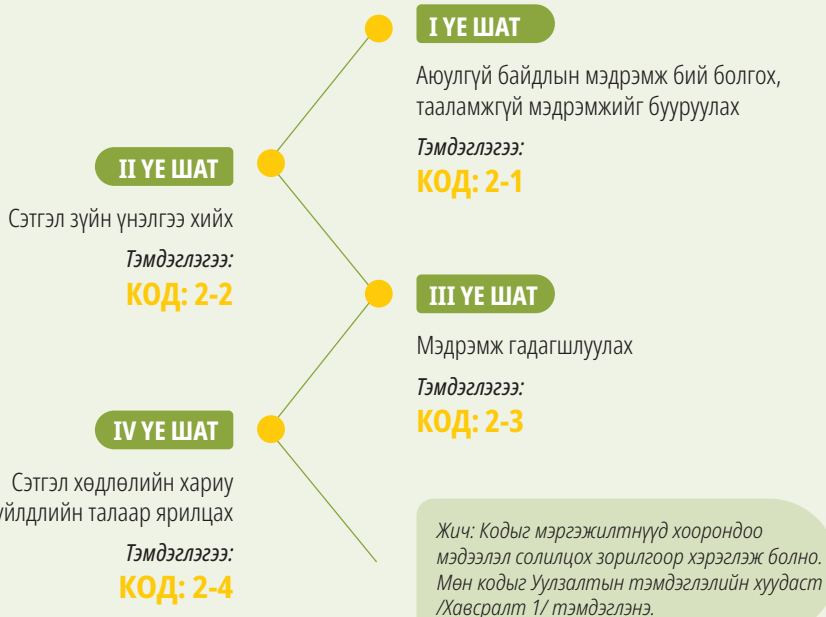 I ҮЕ ШАТ
Аюулгүй байдлын мэдрэмж бий болгох,
тааламжгүй мэдрэмжийг бууруулах
Тэмдэглэгээ:
КОД: 2-1
II ҮЕ ШАТ
Сэтгэл зүйн үнэлгээ хийх
Тэмдэглэгээ:
КОД: 2-2
III ҮЕ ШАТ
Мэдрэмж гадагшлуулах
Тэмдэглэгээ:
КОД: 2-3
IV ҮЕ ШАТ
Сэтгэл хөдлөлийн хариу
үйлдлийн талаар ярилцах
Тэмдэглэгээ:
КОД: 2-4
Жич: Кодыг мэргэжилтнүүд хоорондоо
мэдээлэл солилцох зорилгоор хэрэглэж болно.
Мөн кодыг Уулзалтын тэмдэглэлийн хуудаст
/Хавсралт 1/ тэмдэглэнэ.